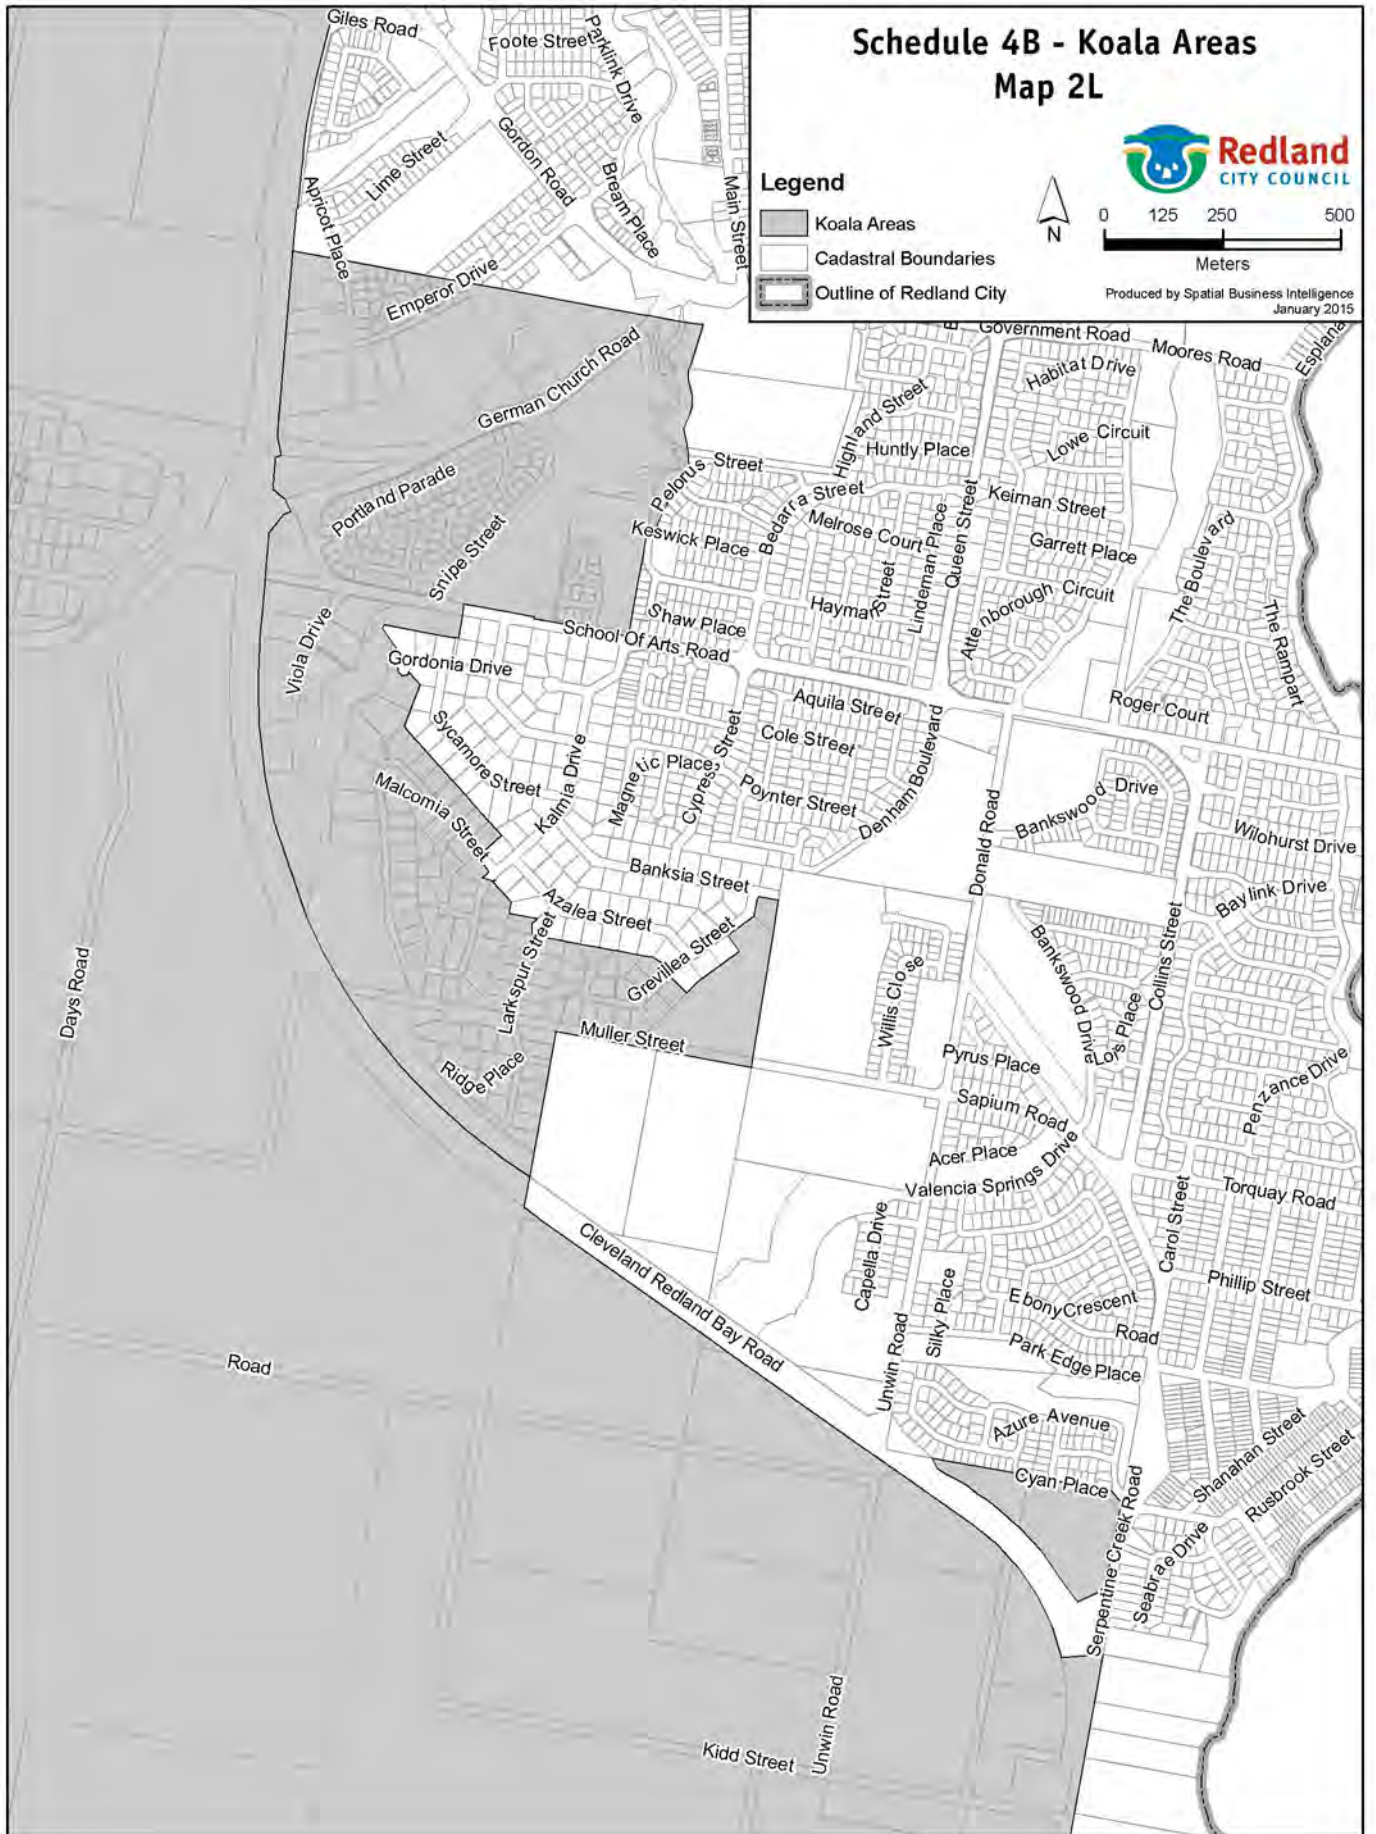 Schedule 4B - Koala Areas
Map 2L
Redland
CITY COUNCIL
Legend
Koala Areas
Cadastral Boundaries
Outline of Redland City
N
0 125 250 500
Meters
Produced by Spatial Business Intelligence
January 2015
Giles Road
Foote Street
Parklink Drive
Gordon Road
Lime Street
Apricot Place
Bream Place
Main Street
Emperor Drive
German Church Road
Government Road
Moores Road
Habitat Drive
Highland Street
Huntly Place
Lowe Circuit
Portland Parade
Snipe Street
Pelorus Street
Bedarra Street
Keirnan Street
Keswick Place
Melrose Court
Lindeman Place
Queen Street
Garrett Place
The Boulevard
Hayman Street
Attenborough Circuit
The Rampart
Shaw Place
School Of Arts Road
Viola Drive
Gordonia Drive
Aquila Street
Roger Court
Sycamore Street
Cole Street
Kalmia Drive
Magnetic Place
Cypress Street
Malcomia Street
Poynter Street
Denham Boulevard
Bankswood Drive
Donald Road
Wilohurst Drive
Banksia Street
Baylink Drive
Azalea Street
Grevillea Street
Larkspur Street
Collins Street
Bankswood Drive
Willis Close
Days Road
Muller Street
Lois Place
Ridge Place
Pyrus Place
Penzance Drive
Sapium Road
Acer Place
Valencia Springs Drive
Torquay Road
Carol Street
Capella Drive
Cleveland Redland Bay Road
Phillip Street
Silky Place
Ebony Crescent
Road
Unwin Road
Park Edge Place
Road
Azure Avenue
Shanahan Street
Rusbrook Street
Cyan Place
Serpentine Creek Road
Seabrae Drive
Unwin Road
Kidd Street